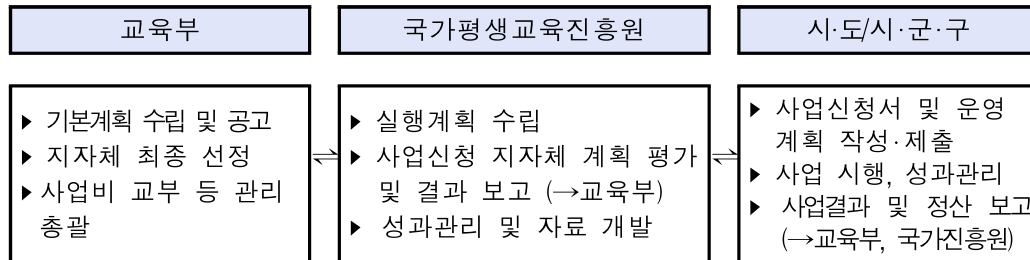 교육부
국가평생교육진흥원
시·도/시·군·구
▶ 기본계획 수립 및 공고
▶ 지자체 최종 선정
▶ 사업비 교부 등 관리
총괄
⇌
▶ 실행계획 수립
▶ 사업신청 지자체 계획 평가
및 결과 보고 (→교육부)
▶ 성과관리 및 자료 개발
⇌
▶ 사업신청서 및 운영
계획 작성·제출
▶ 사업 시행, 성과관리
▶ 사업결과 및 정산 보고
(→교육부, 국가진흥원)